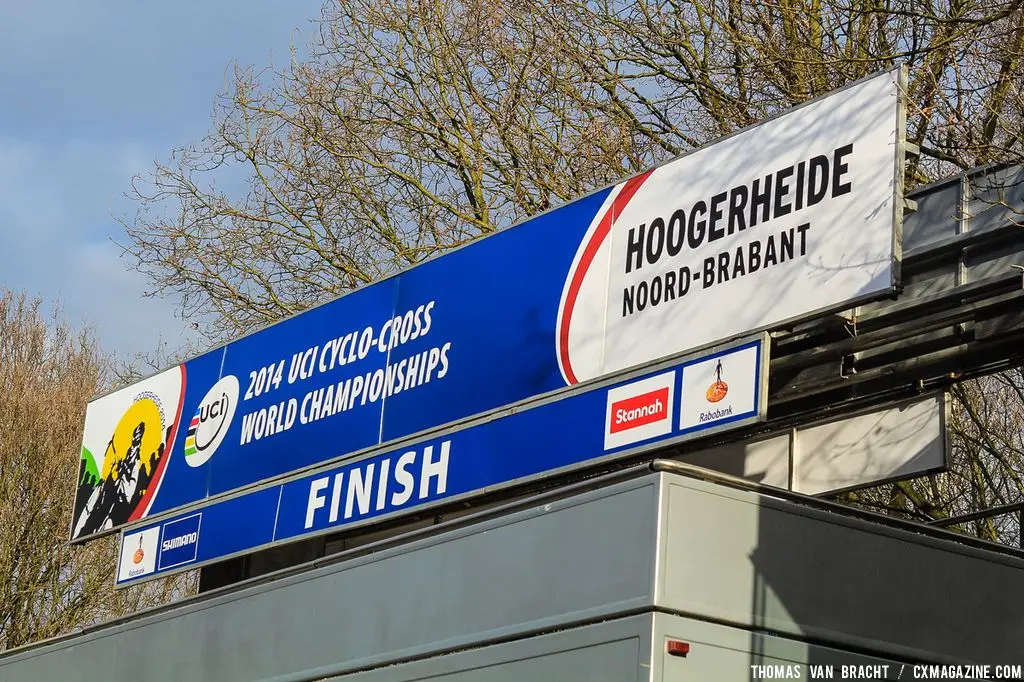 HOOGERHEIDE
UCI
2014 UCI CYCLO-CROSS
WORLD CHAMPIONSHIPS
HOOGERHEIDE
NOORD-BRABANT
Rabobank
SHIMANO
FINISH
Stannah
Rabobank
THOMAS VAN BRACHT / CXMAGAZINE.COM